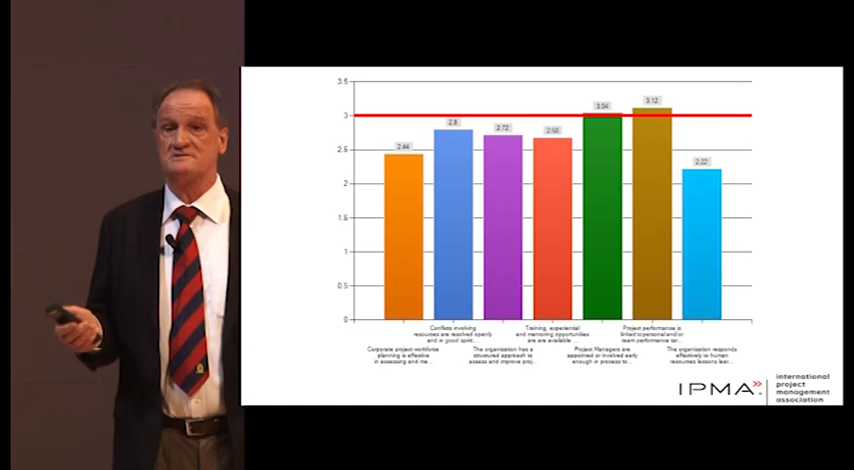 3.5
3
2.5
2
1.5
1
0.5
0
2.44
2.8
2.72
2.68
3.04
3.12
2.22
Corporate project workforce
planning is effective
in assessing and me...
Conflicts involving
resources are resolved openly
and in good spirit....
The organisation has a
structured approach to
assess and improve proj...
Training, experiential
and mentoring opportunities
are are available ...
Project Managers are
appointed or involved early
enough in process to...
Project performance is
linked to personal and/or
team performance tar...
The organisation responds
effectively to human
resources lessons lear...
IPMA
international
project
management
association